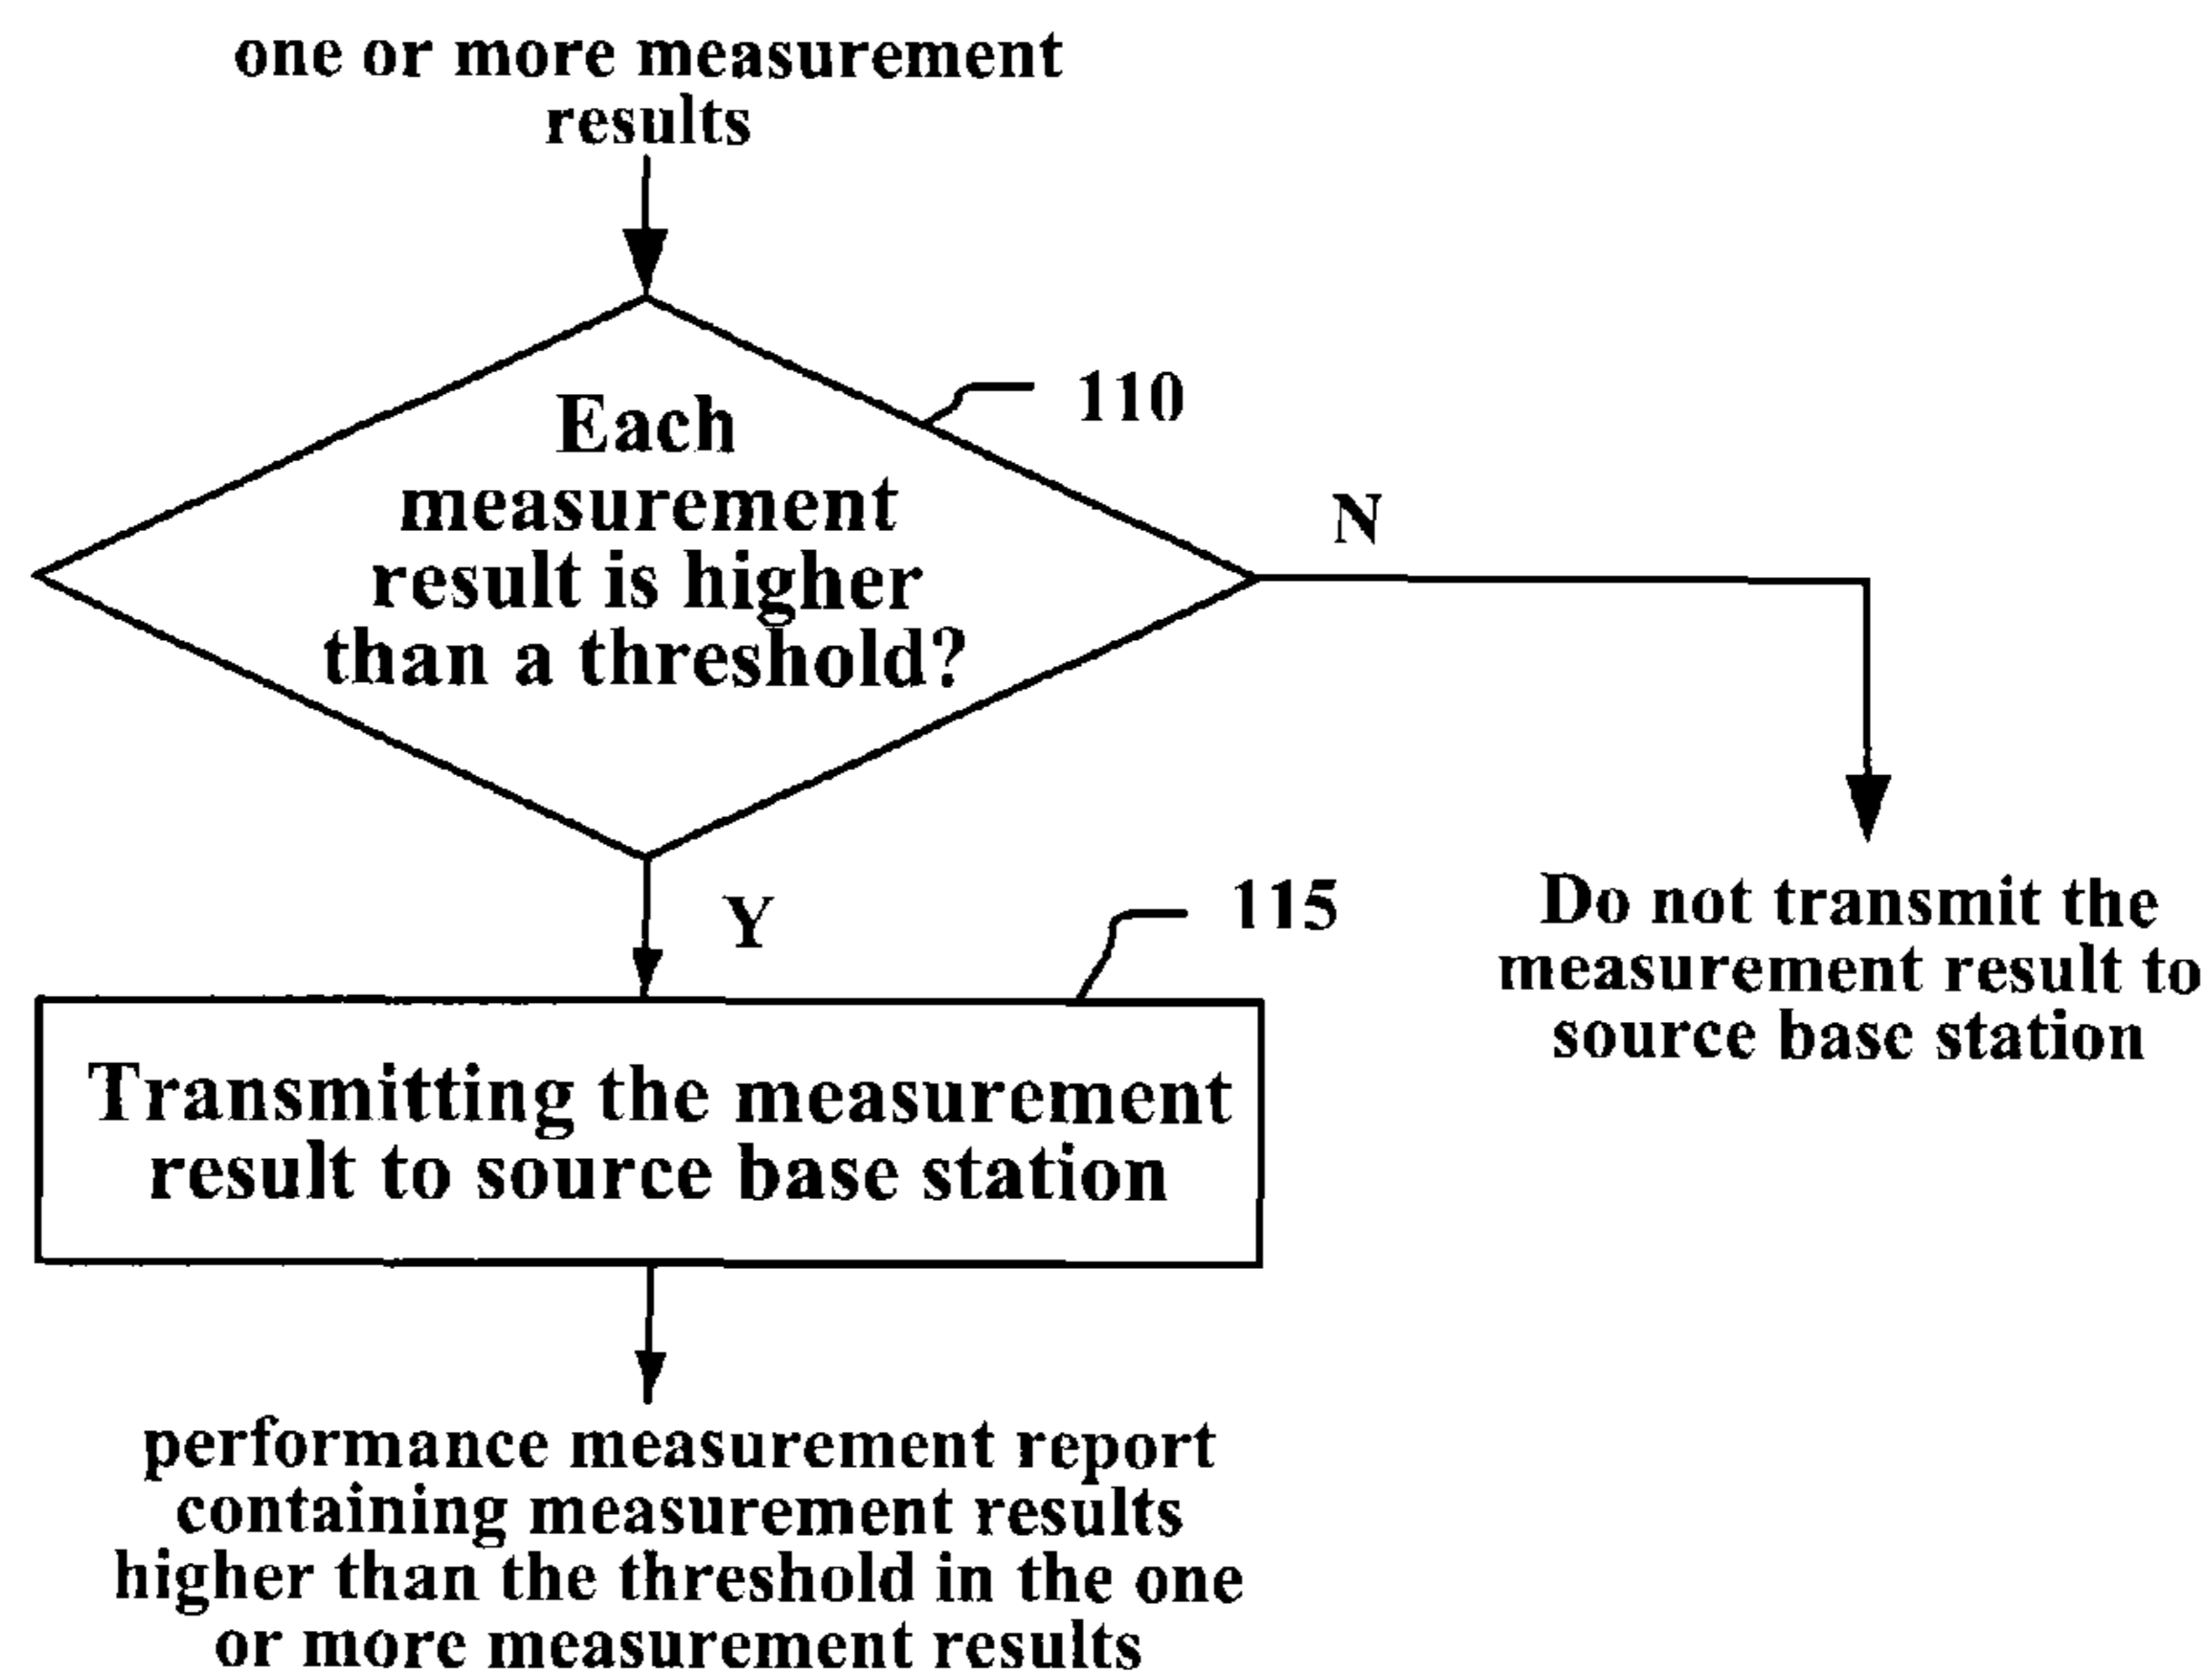 one or more measurement
results
Each
measurement
result is higher
than a threshold?
110
N
Y
115
Do not transmit the
measurement result to
source base station
Transmitting the measurement
result to source base station
performance measurement report
containing measurement results
higher than the threshold in the one
or more measurement results